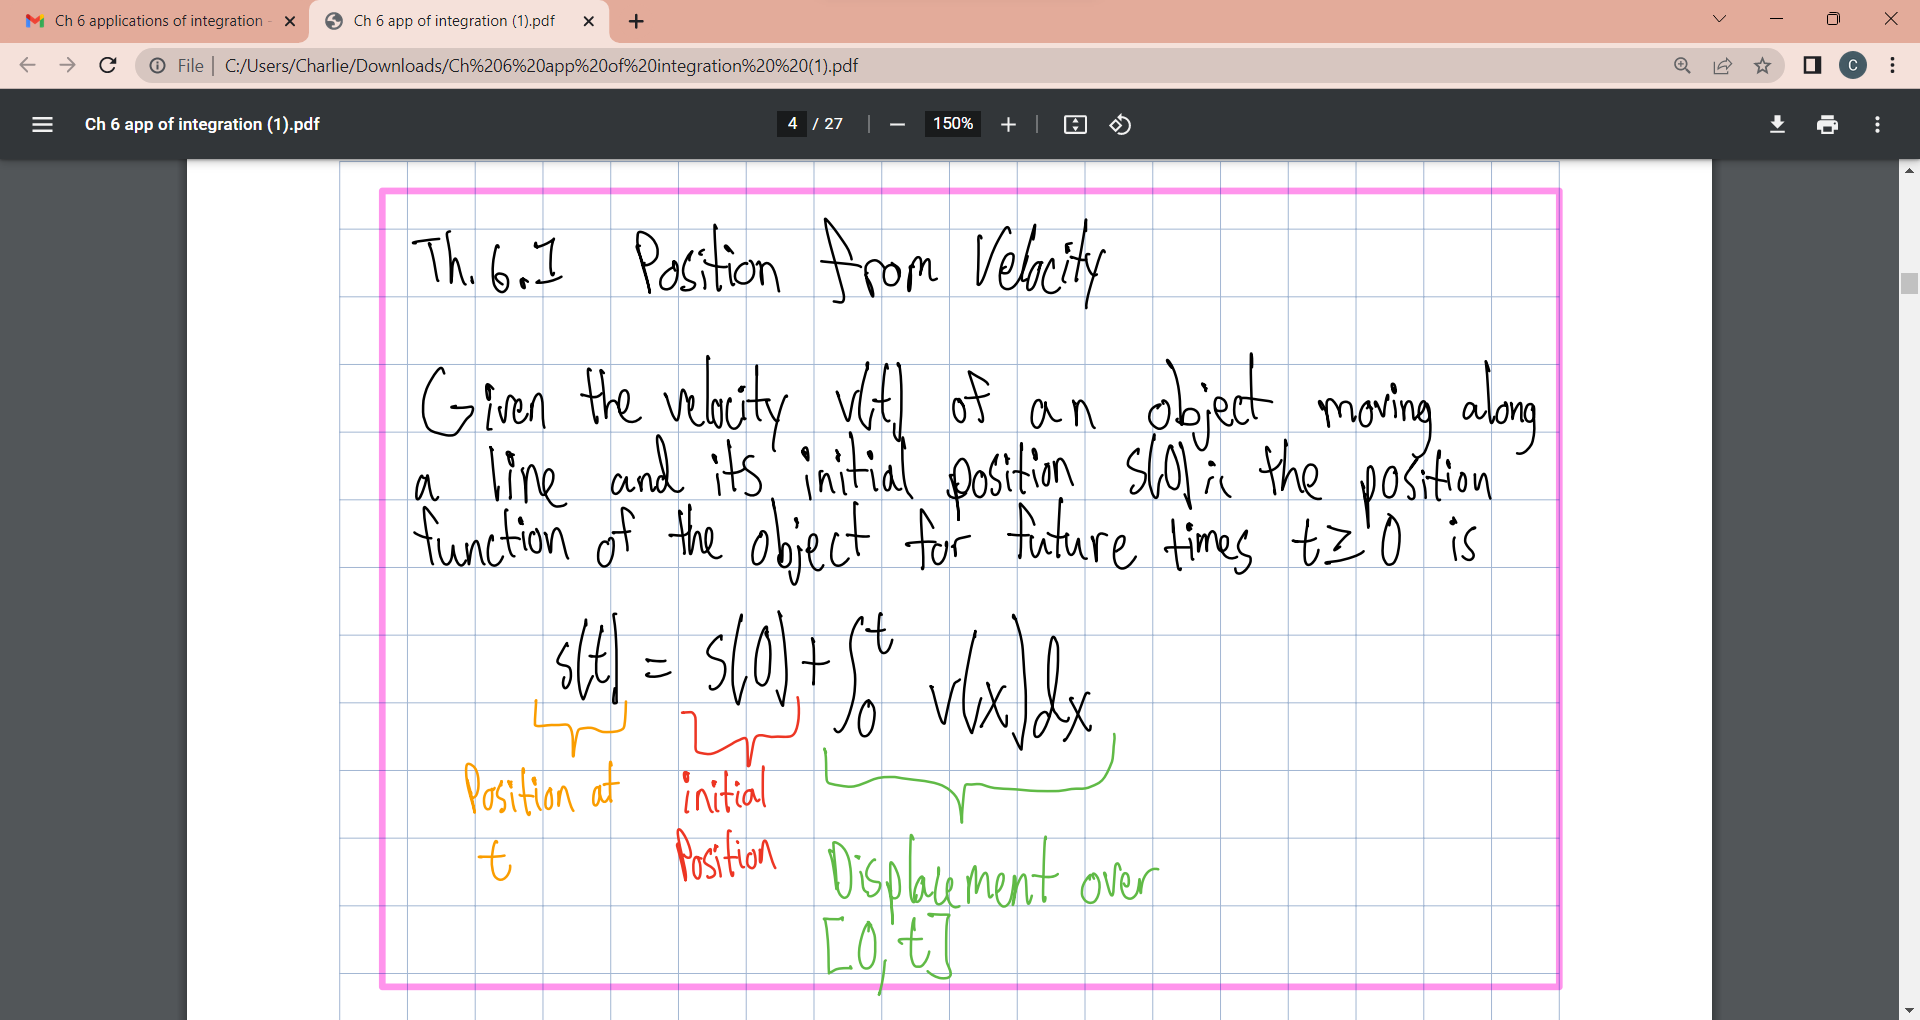 Ch 6 applications of integration
Ch 6 app of integration (1).pdf
File C:/Users/Charlie/Downloads/Ch%206%20app%20of%20integration%20%20(1).pdf
C
Ch 6 app of integration (1).pdf
4 / 27
150%
Th. 6.1 Position from Velocity
Given the velocity v(t) of an object moving along
a line and its initial position s(0), the position
function of the object for future times t ≥ 0 is
s(t) = s(0) + ∫₀ᵗ v(x)dx
Position at t
initial Position
Displacement over [0, t]